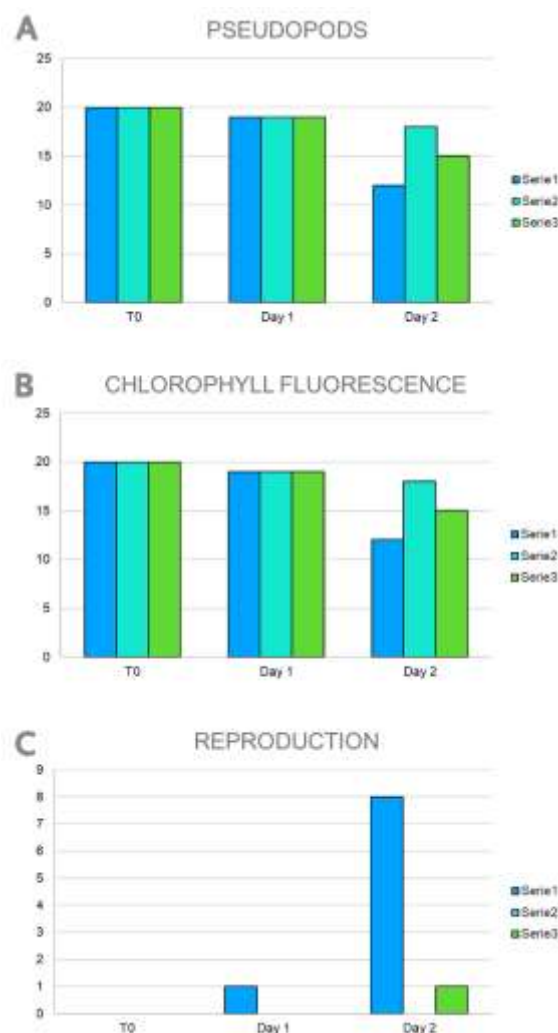 A
PSEUDOPODS
25
20
15
10
5
0
T0 Day 1 Day 2
Serie1
Serie2
Serie3
B
CHLOROPHYLL FLUORESCENCE
25
20
15
10
5
0
T0 Day 1 Day 2
Serie1
Serie2
Serie3
C
REPRODUCTION
9
8
7
6
5
4
3
2
1
0
T0 Day 1 Day 2
Serie1
Serie2
Serie3